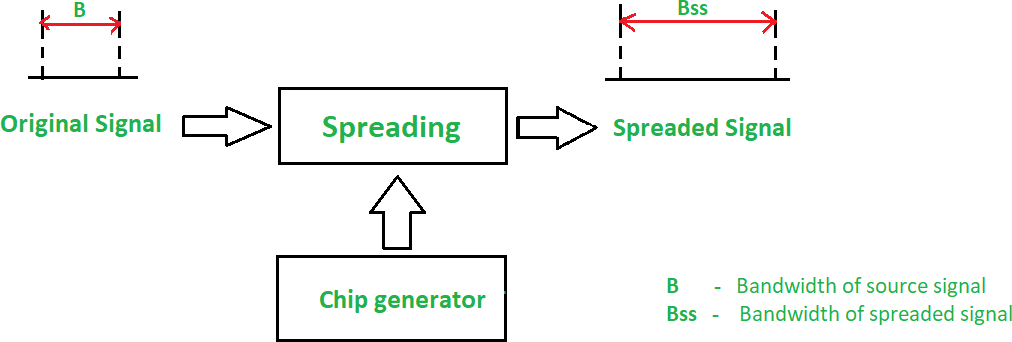 B
Bss
Original Signal
Spreading
Spreaded Signal
Chip generator
B - Bandwidth of source signal
Bss - Bandwidth of spreaded signal